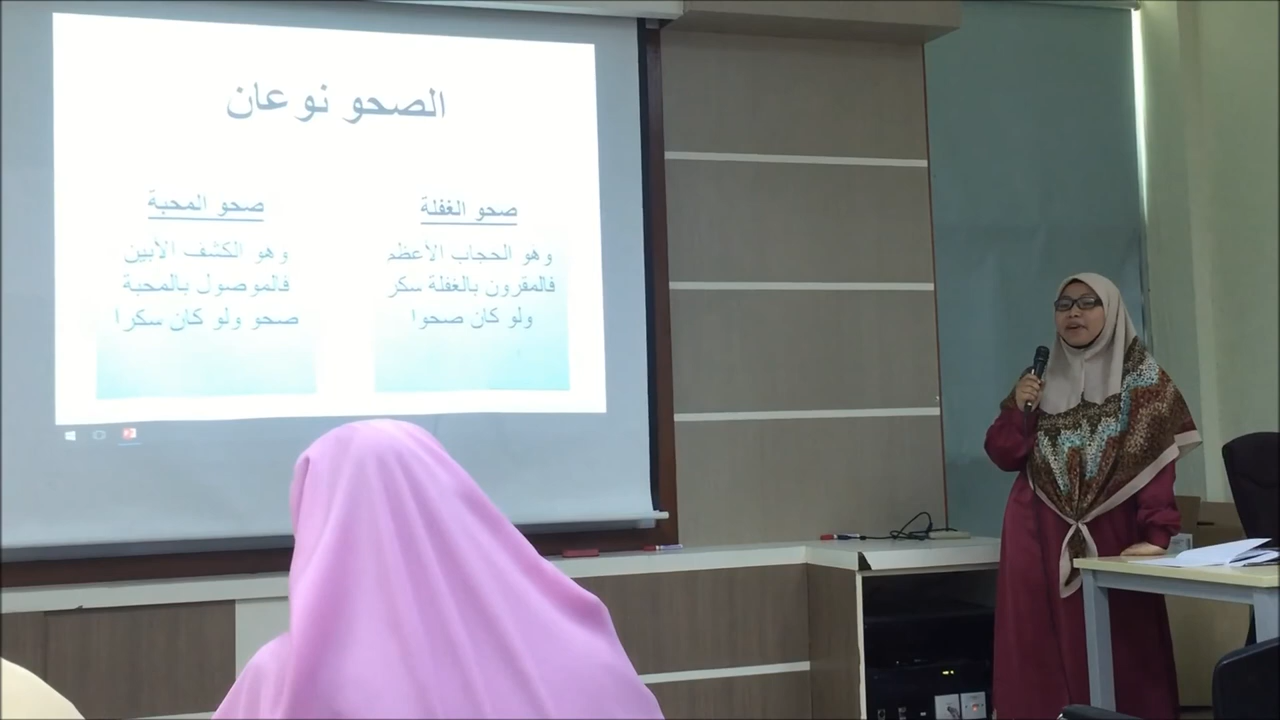 الصحو نوعان
صحو الغفلة
وهو الحجاب الأعظم
فالمقرون بالغفلة سكر
ولو كان صحوا
صحو المحبة
وهو الكشف الأبين
فالموصول بالمحبة
صحو ولو كان سكرا